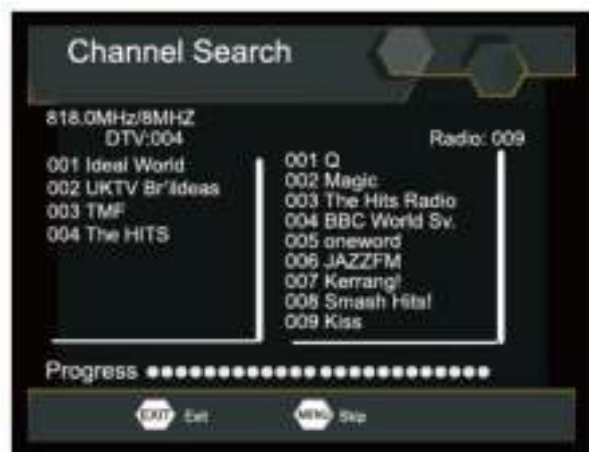 Channel Search
818.0MHz/8MHZ
DTV:004
Radio: 009
001 Ideal World
002 UKTV Br'Ildeas
003 TMF
004 The HITS
001 Q
002 Magic
003 The Hits Radio
004 BBC World Sv.
005 oneword
006 JAZZFM
007 Kerrang!
008 Smash Hits!
009 Kiss
Progress
EXIT Exit
MENU Skip